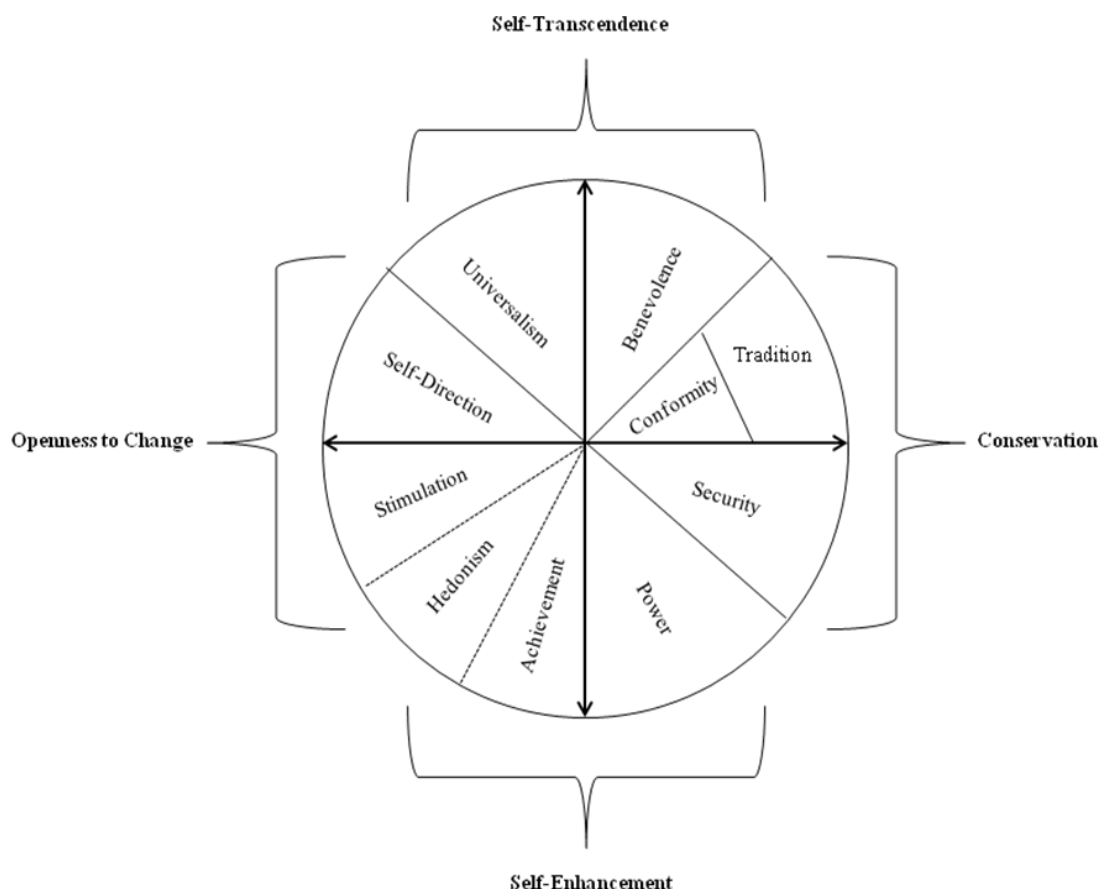 Self-Transcendence
Universalism
Benevolence
Tradition
Self-Direction
Conformity
Openness to Change
Conservation
Stimulation
Security
Hedonism
Achievement
Power
Self-Enhancement